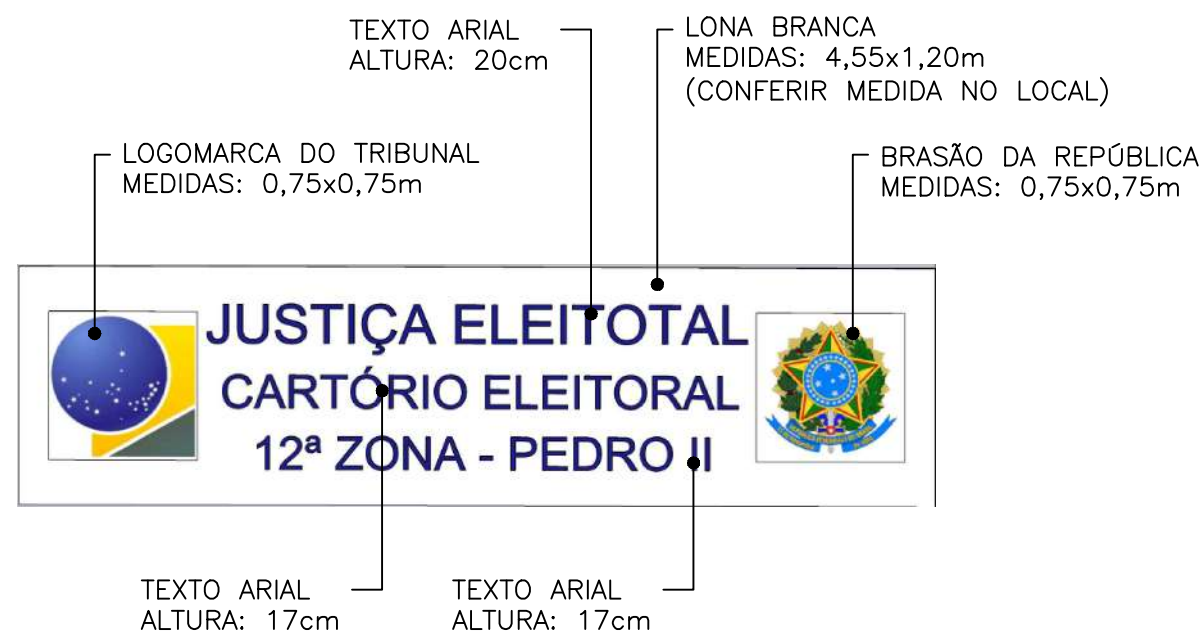 TEXTO ARIAL
ALTURA: 20cm
LONA BRANCA
MEDIDAS: 4,55x1,20m
(CONFERIR MEDIDA NO LOCAL)
LOGOMARCA DO TRIBUNAL
MEDIDAS: 0,75x0,75m
BRASÃO DA REPÚBLICA
MEDIDAS: 0,75x0,75m
JUSTIÇA ELEITOTAL
CARTÓRIO ELEITORAL
12ª ZONA - PEDRO II
TEXTO ARIAL
ALTURA: 17cm
TEXTO ARIAL
ALTURA: 17cm